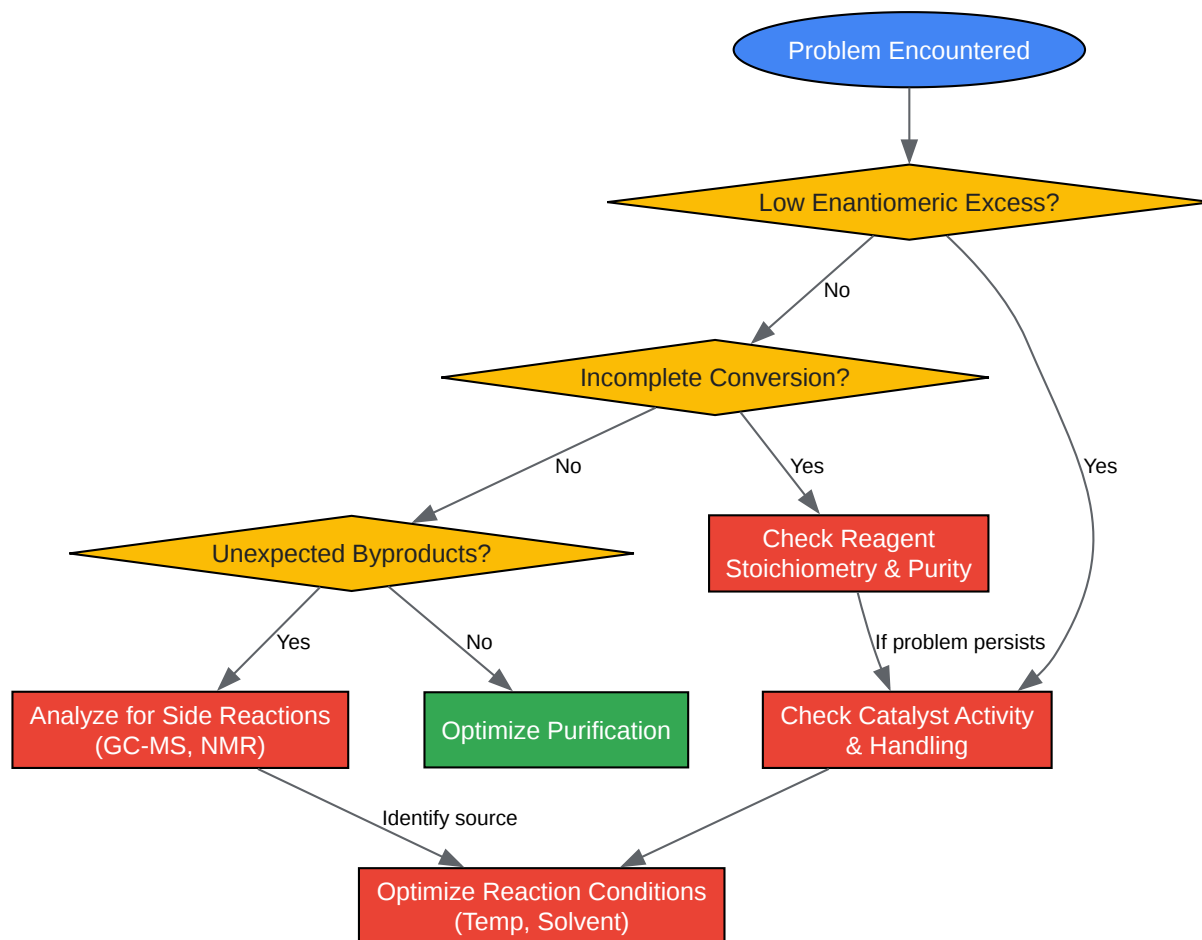 Problem Encountered
Low Enantiomeric Excess?
No
Incomplete Conversion?
No
Yes
Yes
Unexpected Byproducts?
Check Reagent
Stoichiometry & Purity
Yes
No
If problem persists
Analyze for Side Reactions
(GC-MS, NMR)
Optimize Purification
Check Catalyst Activity
& Handling
Identify source
Optimize Reaction Conditions
(Temp, Solvent)